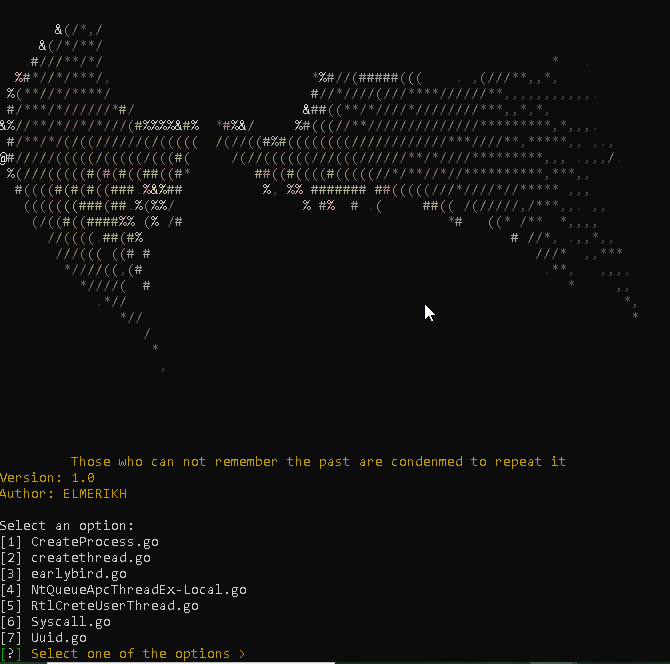 Those who can not remember the past are condenmed to repeat it
Version: 1.0
Author: ELMERIKH
Select an option:
[1] CreateProcess.go
[2] createthread.go
[3] earlybird.go
[4] NtQueueApcThreadEx-Local.go
[5] RtlCreteUserThread.go
[6] Syscall.go
[7] Uuid.go
[?] Select one of the options >